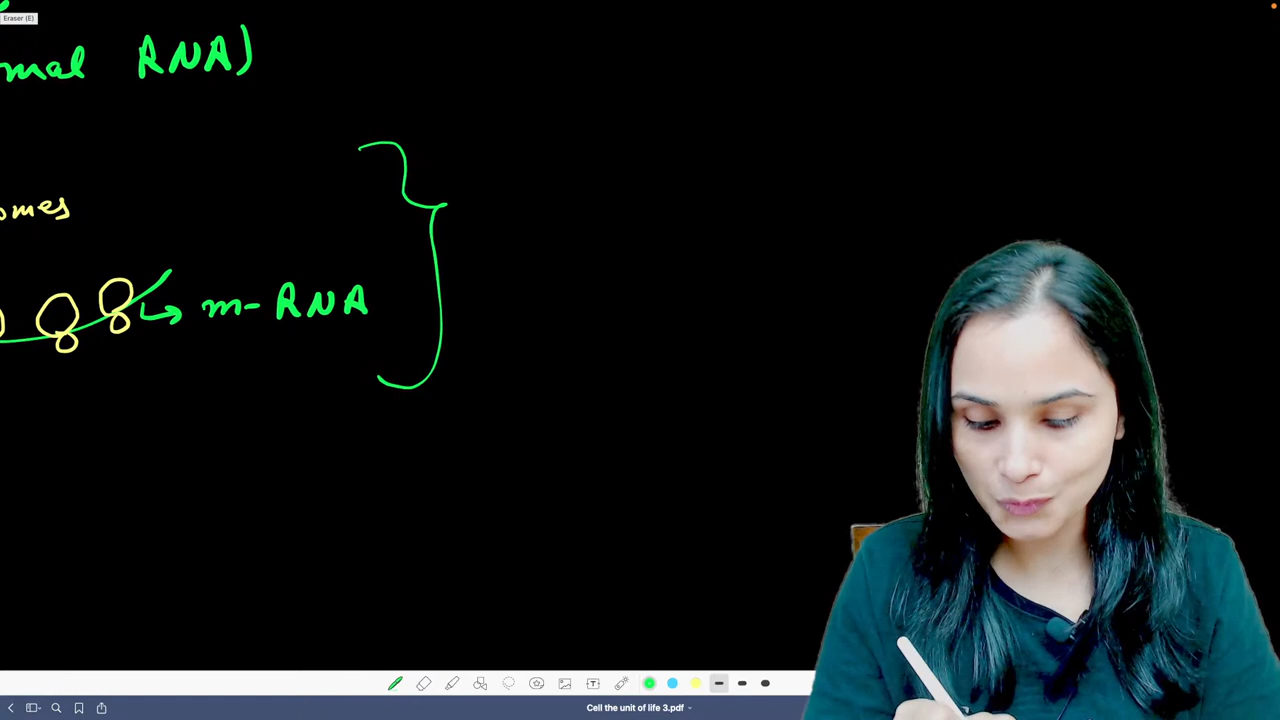 Eraser (E)
mal RNA)
omes
m-RNA
Cell the unit of life 3.pdf